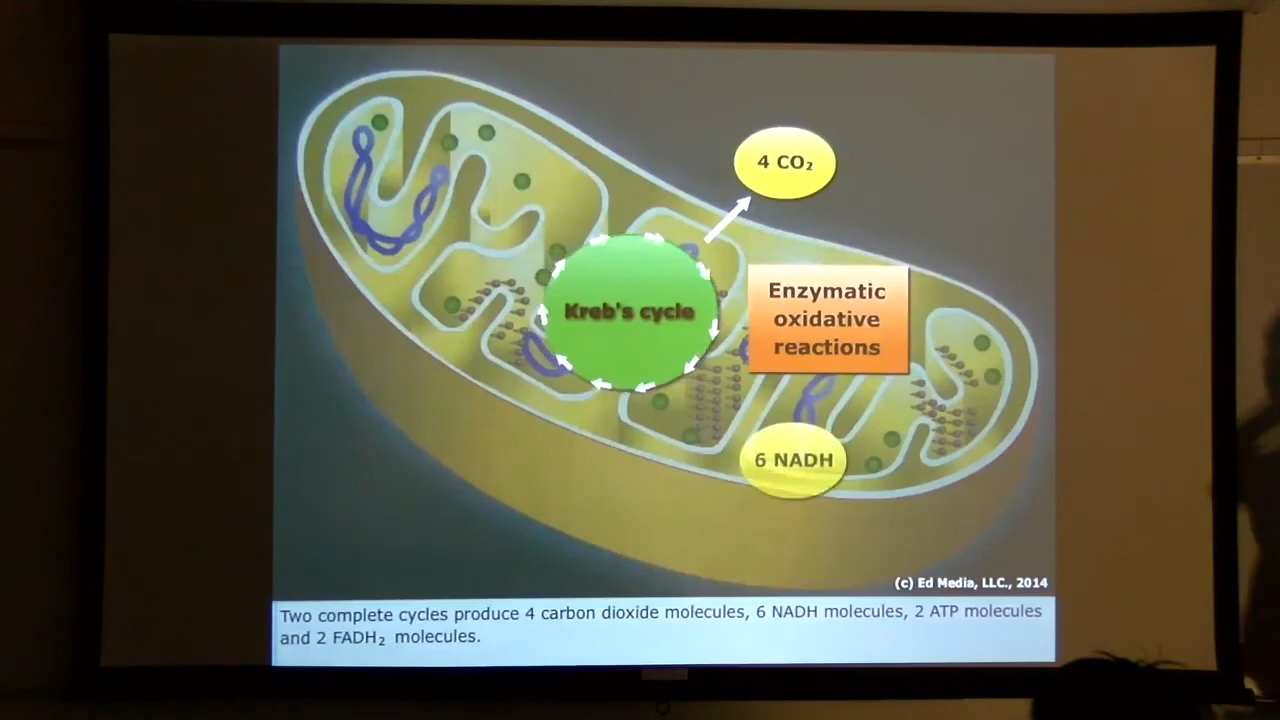 4 CO₂
Kreb's cycle
Enzymatic
oxidative
reactions
6 NADH
(c) Ed Media, LLC., 2014
Two complete cycles produce 4 carbon dioxide molecules, 6 NADH molecules, 2 ATP molecules
and 2 FADH₂ molecules.